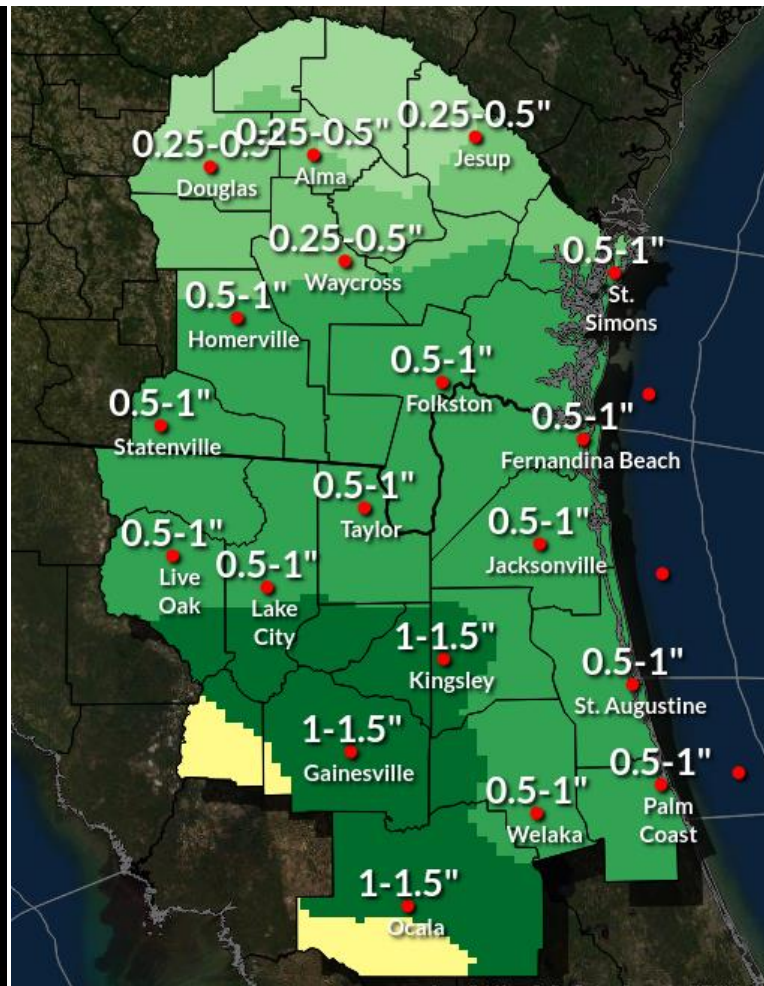 0.25-0.5"
Jesup
0.25-0.5"
Alma
0.25-0.5"
Douglas
0.25-0.5"
Waycross
0.5-1"
St.
Simons
0.5-1"
Homerville
0.5-1"
Folkston
0.5-1"
Statenville
0.5-1"
Fernandina Beach
0.5-1"
Taylor
0.5-1"
Jacksonville
0.5-1"
Live
Oak
0.5-1"
Lake
City
1-1.5"
Kingsley
0.5-1"
St. Augustine
1-1.5"
Gainesville
0.5-1"
Palm
Coast
0.5-1"
Welaka
1-1.5"
Ocala